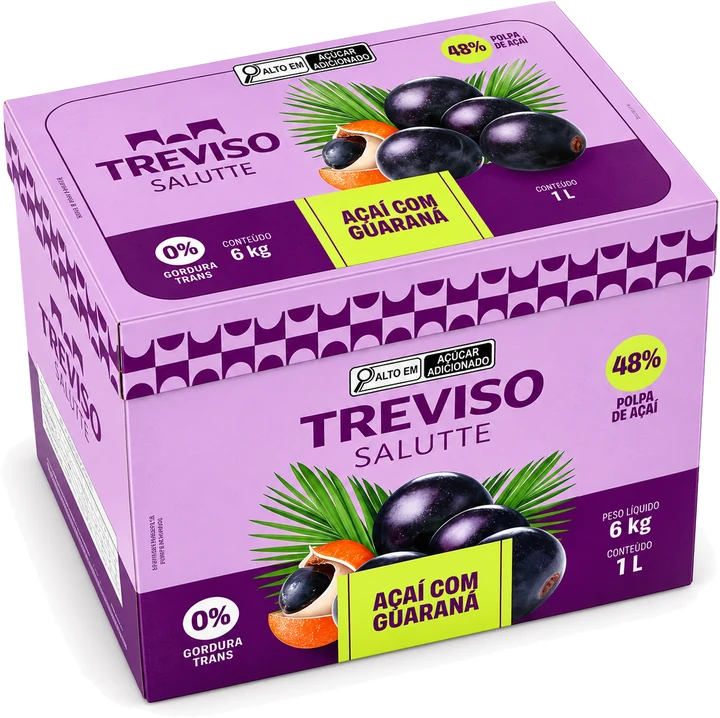 ALTO EM
AÇÚCAR
ADICIONADO
48%
POLPA
DE AÇAÍ
TREVISO
SALUTTE
AÇAÍ COM
GUARANÁ
CONTEÚDO
1 L
0%
GORDURA
TRANS
CONTEÚDO
6 kg
TREVISO
SALUTTE
ALTO EM
AÇÚCAR
ADICIONADO
TREVISO
SALUTTE
48%
POLPA
DE AÇAÍ
PESO LÍQUIDO
6 kg
CONTEÚDO
1 L
AÇAÍ COM
GUARANÁ
0%
GORDURA
TRANS